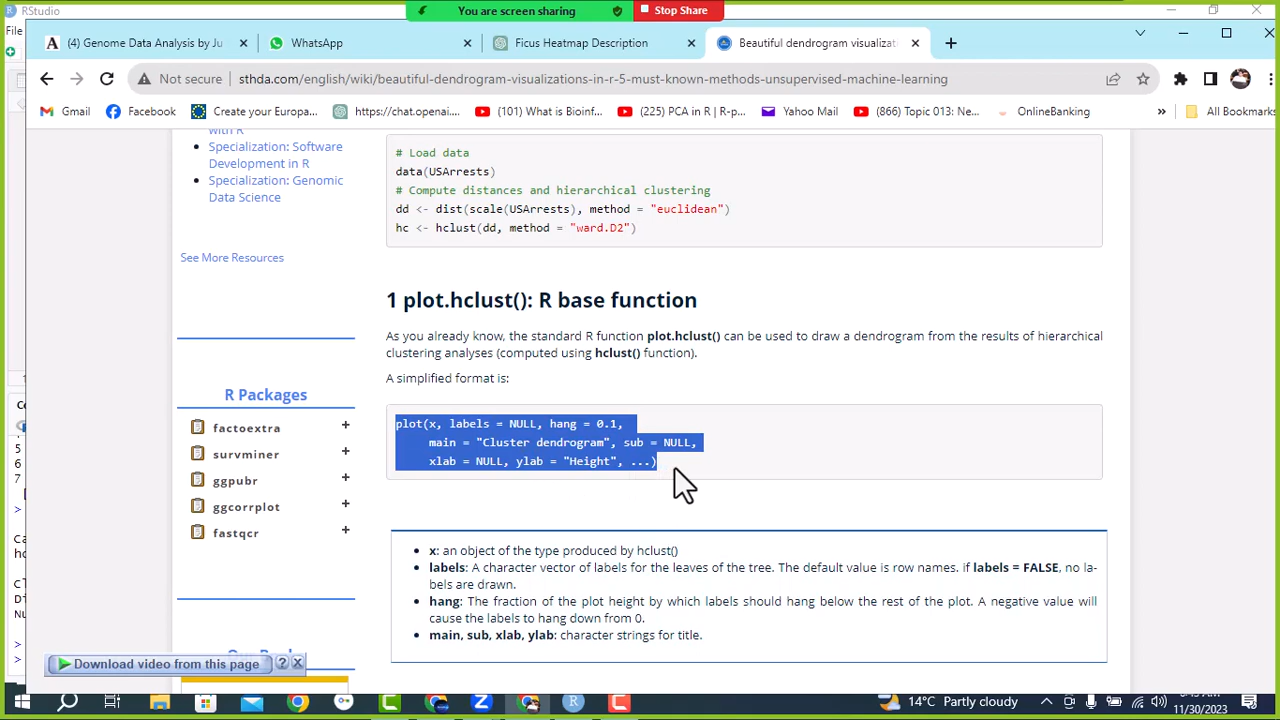 RStudio
You are screen sharing
Stop Share
File
(4) Genome Data Analysis by Ju
WhatsApp
Ficus Heatmap Description
Beautiful dendrogram visualizat
Not secure
sthda.com/english/wiki/beautiful-dendrogram-visualizations-in-r-5-must-known-methods-unsupervised-machine-learning
Gmail
Facebook
Create your Europa...
https://chat.openai....
(101) What is Bioinf...
(225) PCA in R | R-p...
Yahoo Mail
(866) Topic 013: Ne...
OnlineBanking
»
All Bookmarks
with R
Specialization: Software
Development in R
Specialization: Genomic
Data Science
See More Resources
R Packages
factoextra +
survminer +
ggpubr +
ggcorrplot +
fastqcr +
# Load data
data(USArrests)
# Compute distances and hierarchical clustering
dd <- dist(scale(USArrests), method = "euclidean")
hc <- hclust(dd, method = "ward.D2")
1 plot.hclust(): R base function
As you already know, the standard R function plot.hclust() can be used to draw a dendrogram from the results of hierarchical
clustering analyses (computed using hclust() function).
A simplified format is:
plot(x, labels = NULL, hang = 0.1,
main = "Cluster dendrogram", sub = NULL,
xlab = NULL, ylab = "Height", ...)
x: an object of the type produced by hclust()
labels: A character vector of labels for the leaves of the tree. The default value is row names. if labels = FALSE, no la-
bels are drawn.
hang: The fraction of the plot height by which labels should hang below the rest of the plot. A negative value will
cause the labels to hang down from 0.
main, sub, xlab, ylab: character strings for title.
5
6
7
>
>
>
Download video from this page
?
14°C Partly cloudy
11/30/2023